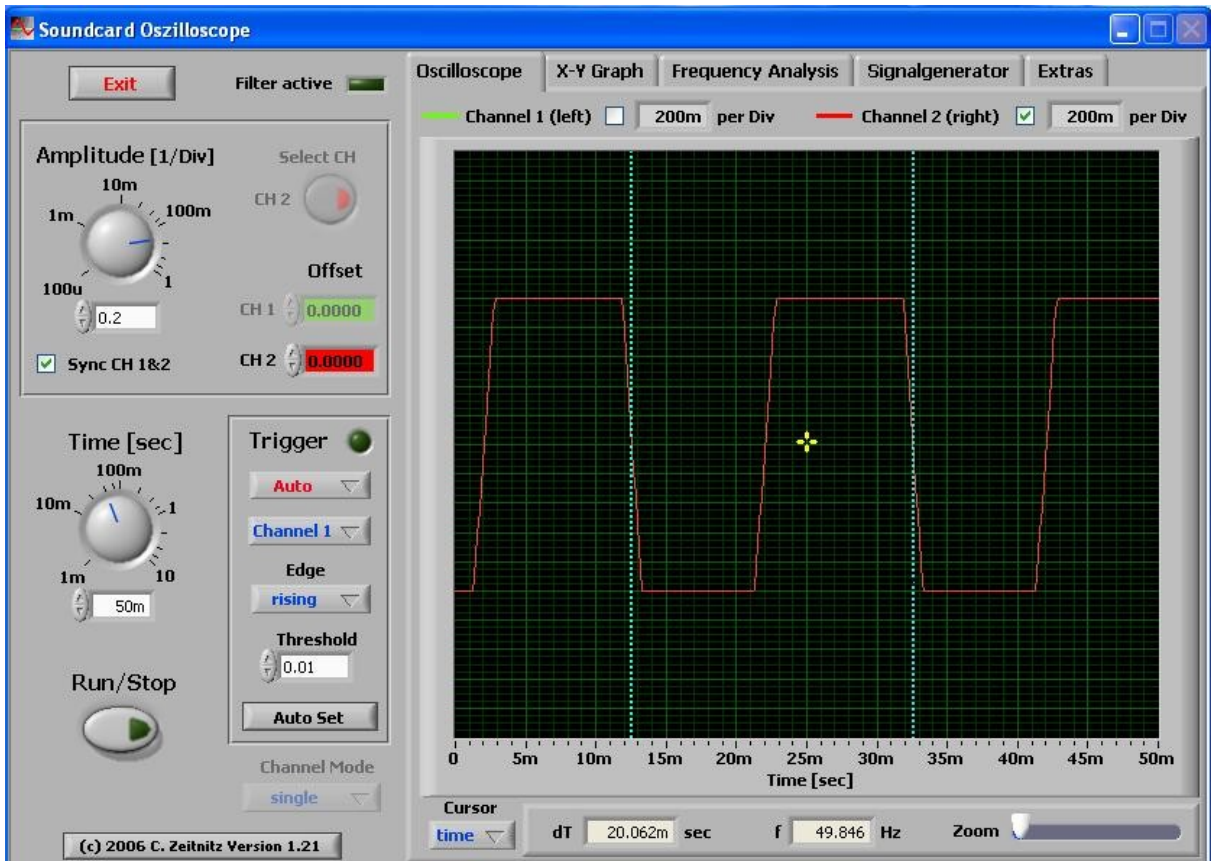 Soundcard Oszilloscope
Exit
Filter active
Amplitude [1/Div]
10m
1m
100m
100u
1
0.2
Sync CH 1&2
Select CH
CH 2
Offset
CH 1 0.0000
CH 2 0.0000
Time [sec]
100m
10m
1
1m
10
50m
Run/Stop
Trigger
Auto
Channel 1
Edge
rising
Threshold
0.01
Auto Set
Channel Mode
single
(c) 2006 C. Zeitnitz Version 1.21
Oscilloscope X-Y Graph Frequency Analysis Signalgenerator Extras
Channel 1 (left) 200m per Div Channel 2 (right) 200m per Div
0 5m 10m 15m 20m 25m 30m 35m 40m 45m 50m
Time [sec]
Cursor
time dT 20.062m sec f 49.846 Hz Zoom